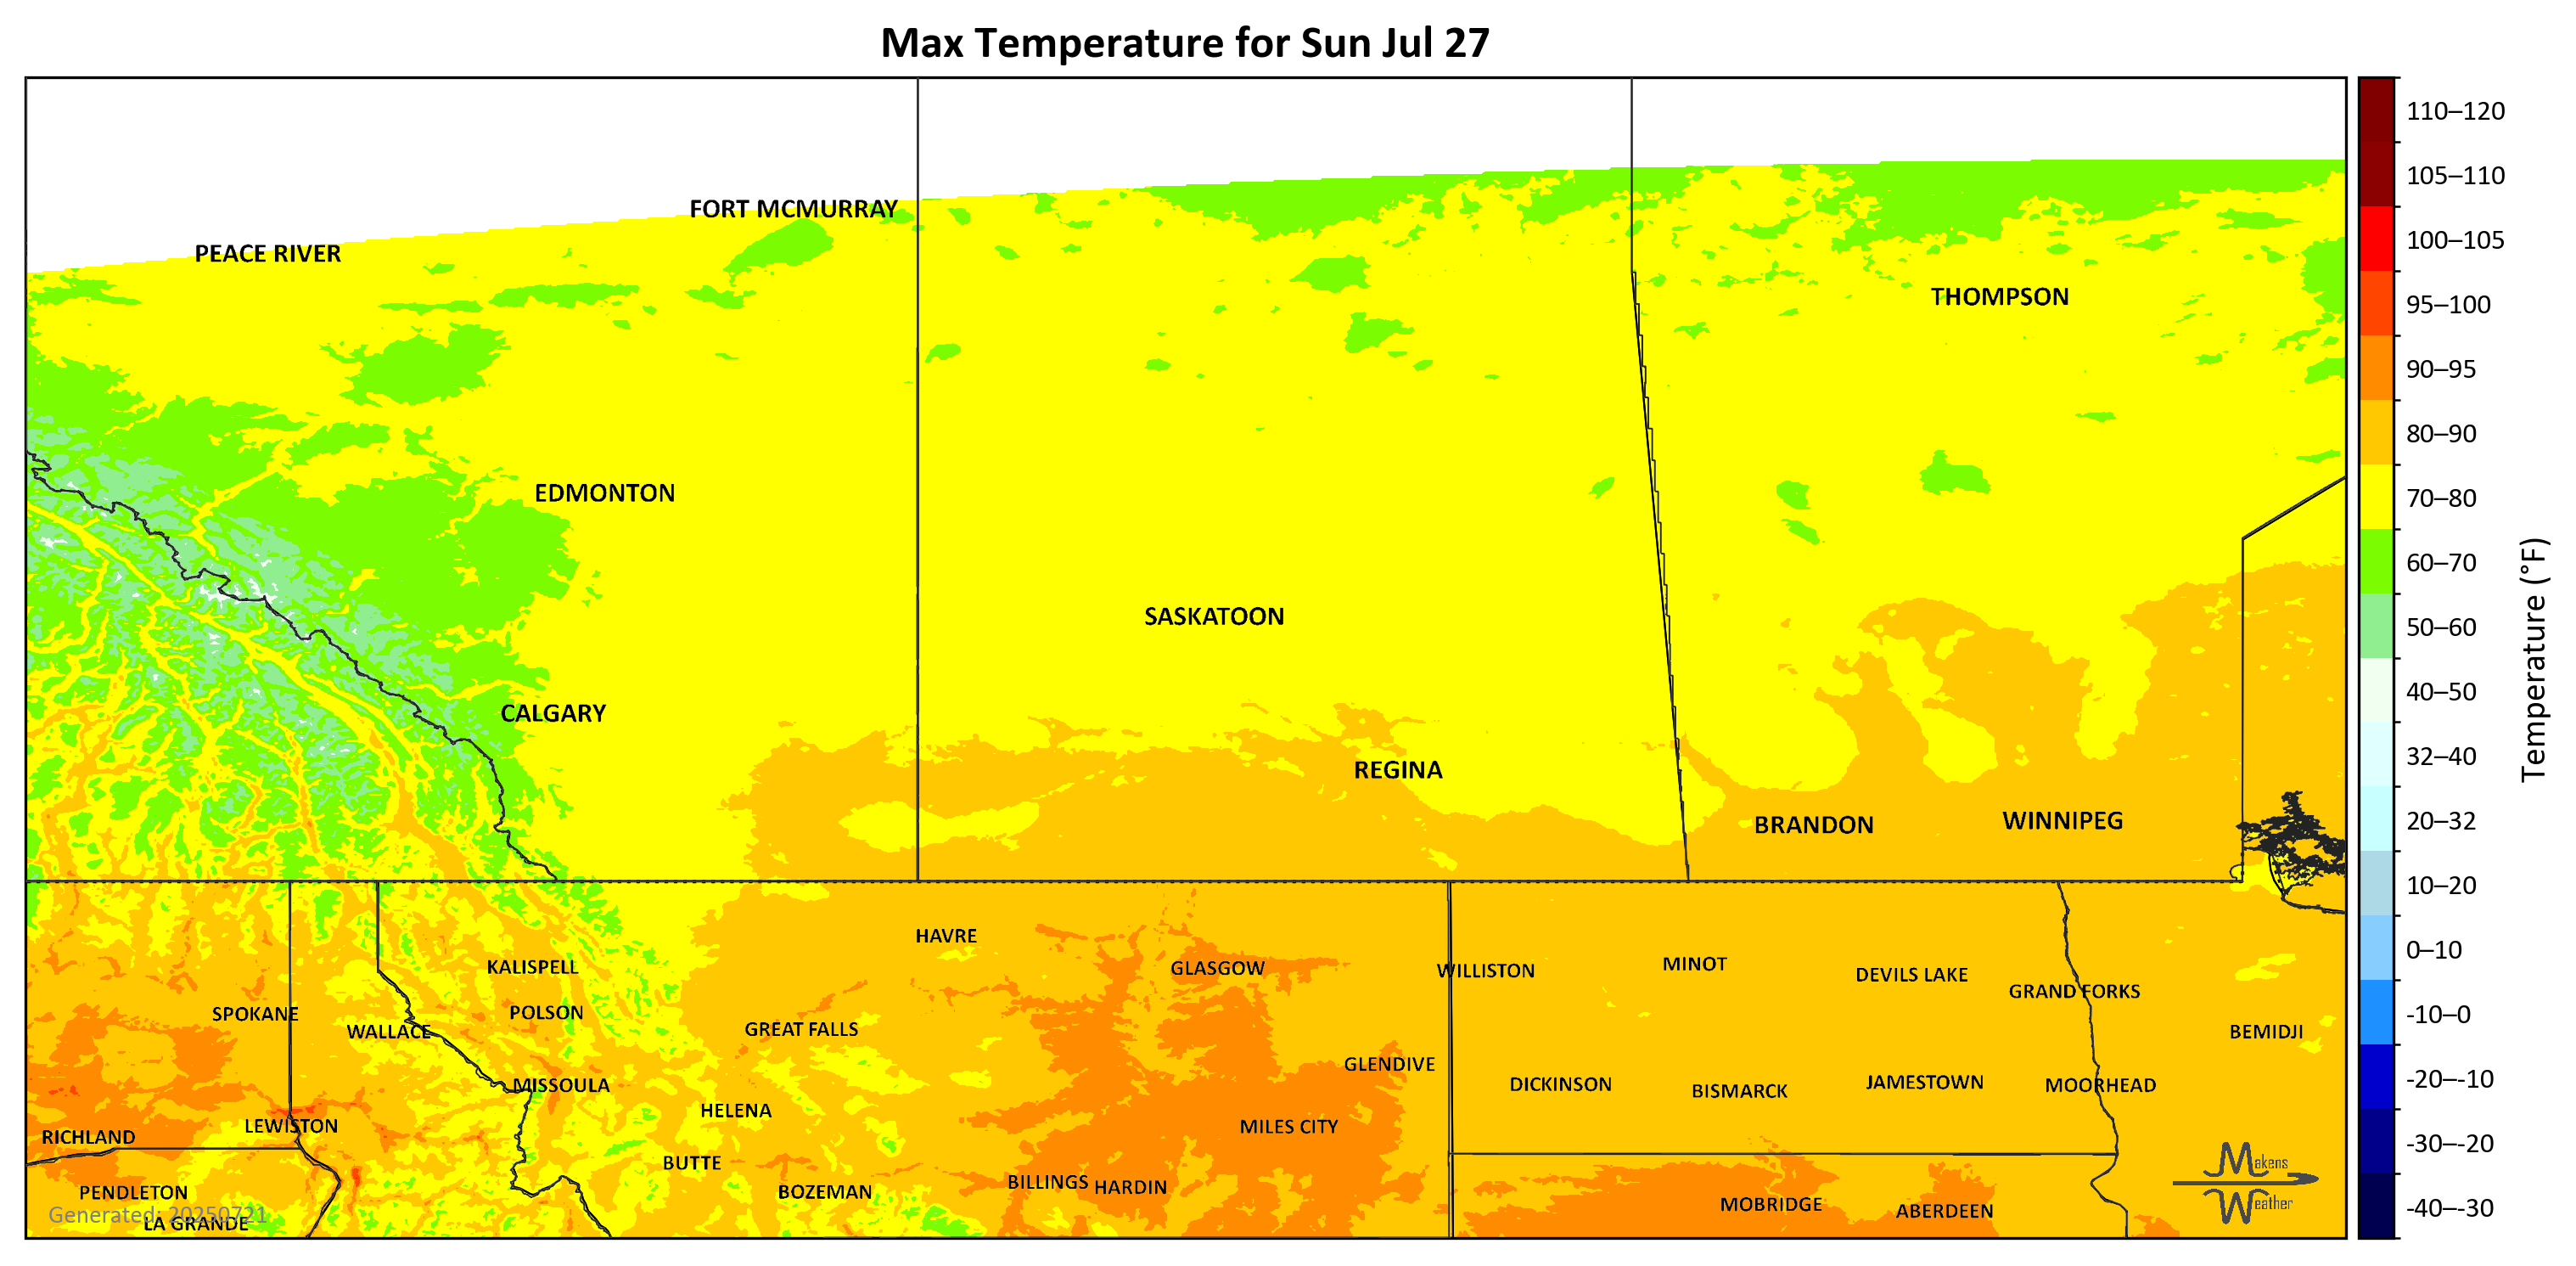 Max Temperature for Sun Jul 27
110–120
105–110
FORT MCMURRAY
100–105
PEACE RIVER
THOMPSON
95–100
90–95
80–90
EDMONTON
70–80
60–70
SASKATOON
50–60
40–50
CALGARY
32–40
REGINA
20–32
BRANDON
WINNIPEG
10–20
0–10
-10–0
-20–-10
-30–-20
-40–-30
Temperature (°F)
HAVRE
KALISPELL
GLASGOW
WILLISTON
MINOT
DEVILS LAKE
GRAND FORKS
SPOKANE
POLSON
WALLACE
GREAT FALLS
BEMIDJI
GLENDIVE
MISSOULA
DICKINSON
BISMARCK
JAMESTOWN
MOORHEAD
HELENA
LEWISTON
MILES CITY
RICHLAND
BUTTE
BILLINGS
HARDIN
PENDLETON
BOZEMAN
MOBRIDGE
ABERDEEN
LA GRANDE
Generated: 20250721
Makens
Weather